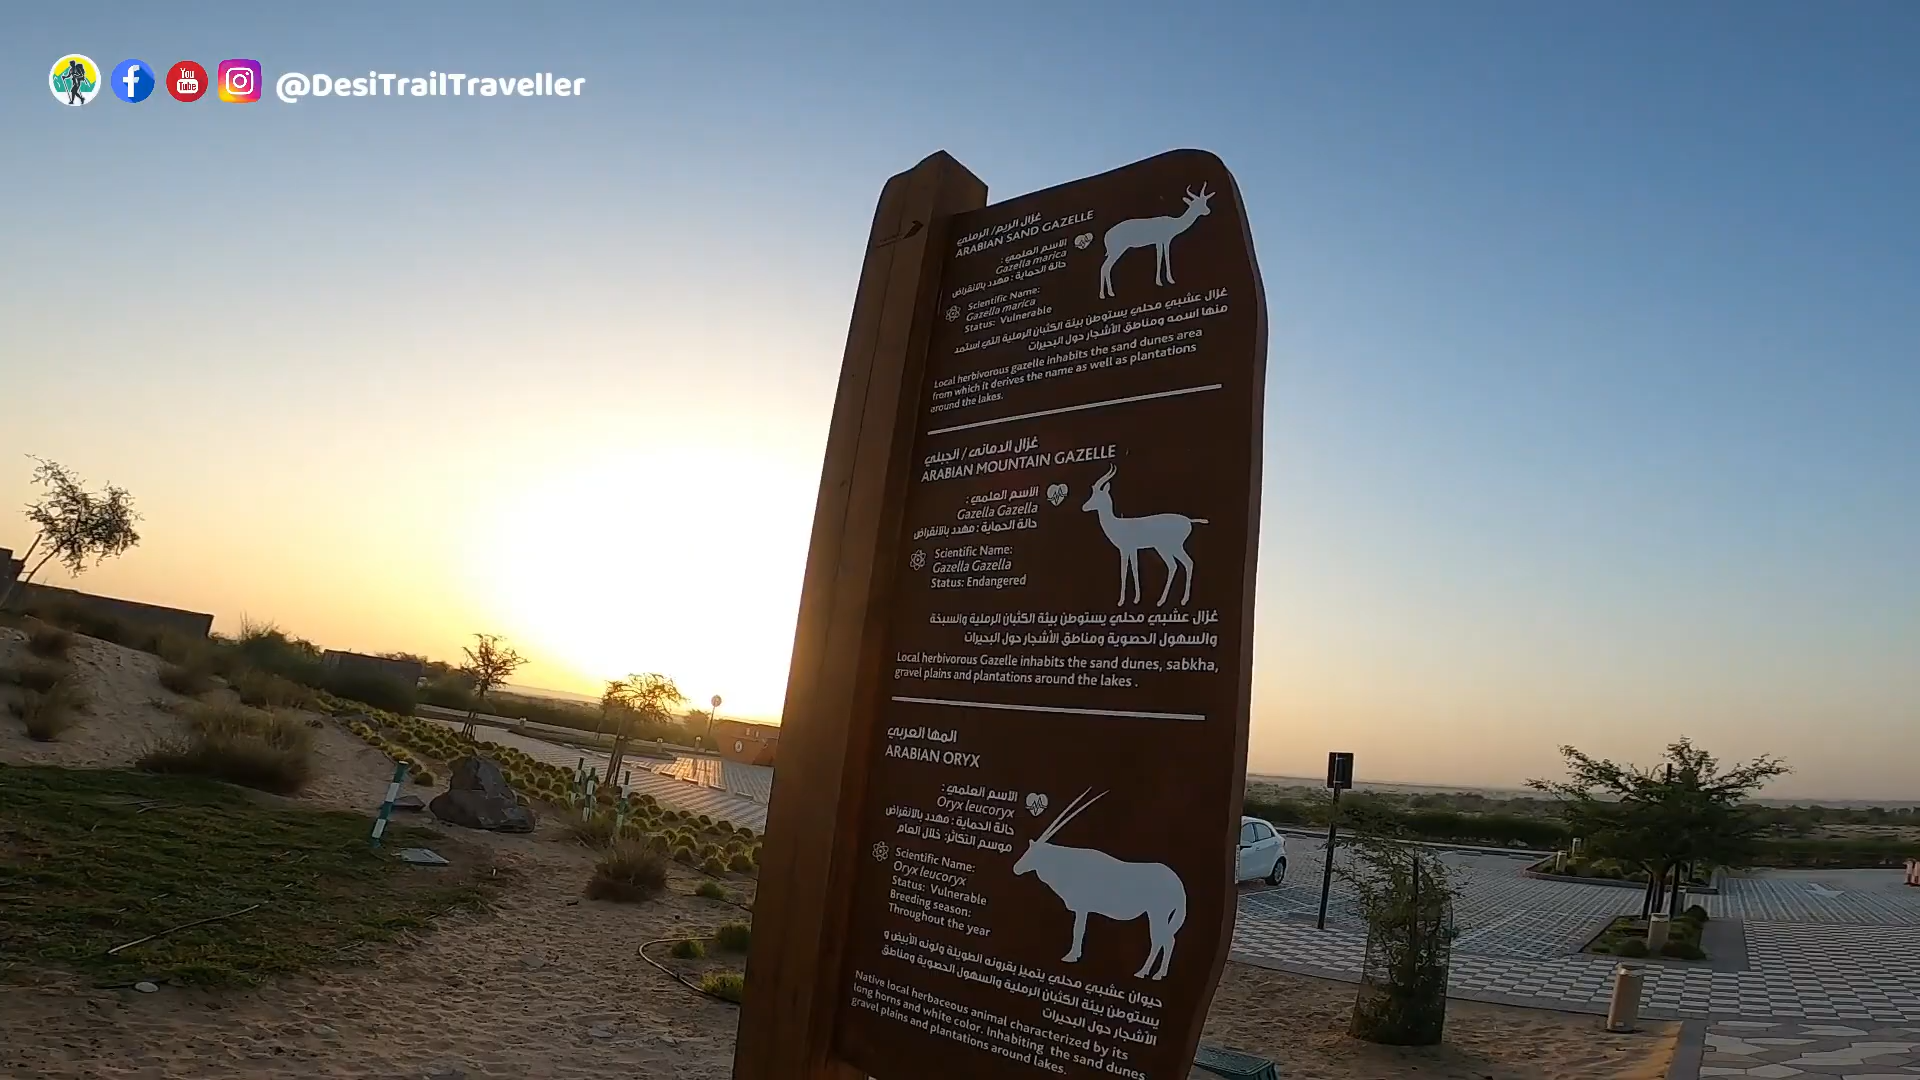 @DesiTrailTraveller
غزال الريم/ الرملي
ARABIAN SAND GAZELLE
الاسم العلمي :
Gazella marica
حالة الحماية : مهدد بالانقراض
Scientific Name:
Gazella marica
Status: Vulnerable
غزال عشبي محلي يستوطن بيئة الكثبان الرملية التي استمد
منها اسمه ومناطق الأشجار حول البحيرات
Local herbivorous gazelle inhabits the sand dunes area
from which it derives the name as well as plantations
around the lakes.
غزال الدماني / الجبلي
ARABIAN MOUNTAIN GAZELLE
الاسم العلمي :
Gazella Gazella
حالة الحماية : مهدد بالانقراض
Scientific Name:
Gazella Gazella
Status: Endangered
غزال عشبي محلي يستوطن بيئة الكثبان الرملية والسبخة
والسهول الحصوية ومناطق الأشجار حول البحيرات
Local herbivorous Gazelle inhabits the sand dunes, sabkha,
gravel plains and plantations around the lakes .
المها العربي
ARABIAN ORYX
الاسم العلمي :
Oryx leucoryx
حالة الحماية : مهدد بالانقراض
موسم التكاثر: خلال العام
Scientific Name:
Oryx leucoryx
Status: Vulnerable
Breeding season:
Throughout the year
حيوان عشبي محلي يتميز بقرونه الطويلة ولونه الأبيض و
يستوطن بيئة الكثبان الرملية والسهول الحصوية ومناطق
الأشجار حول البحيرات
Native local herbaceous animal characterized by its
long horns and white color. Inhabiting the sand dunes
gravel plains and plantations around lakes.